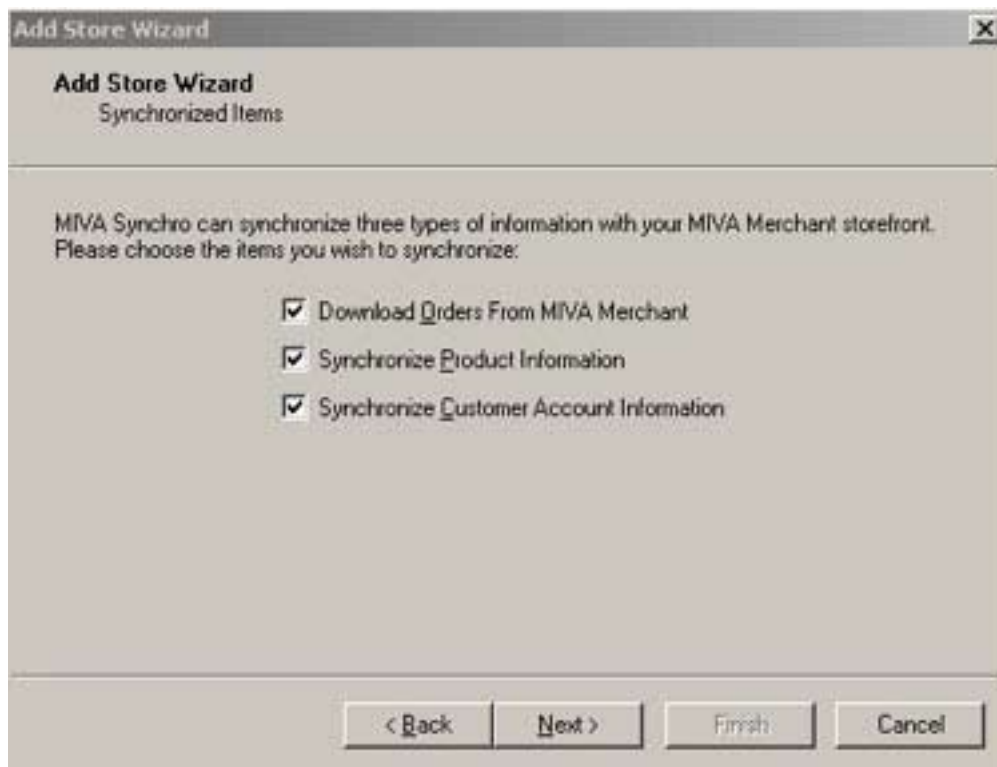 Add Store Wizard
Add Store Wizard
Synchronized Items
MIVA Synchro can synchronize three types of information with your MIVA Merchant storefront.
Please choose the items you wish to synchronize:
Download Orders From MIVA Merchant
Synchronize Product Information
Synchronize Customer Account Information
< Back
Next >
Finish
Cancel